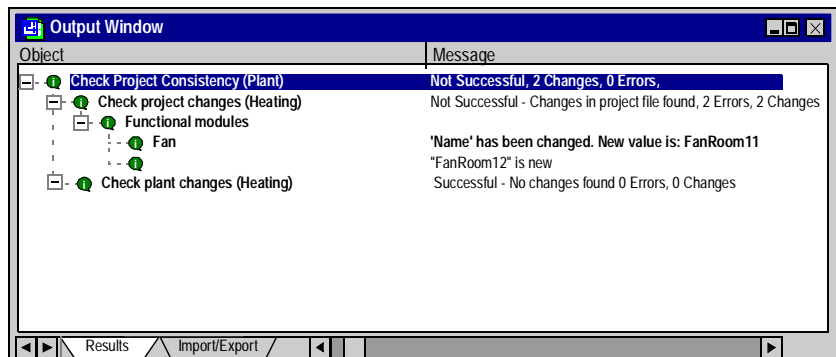 Output Window
Object Message
Check Project Consistency (Plant) Not Successful, 2 Changes, 0 Errors,
Check project changes (Heating) Not Successful - Changes in project file found, 2 Errors, 2 Changes
Functional modules
Fan 'Name' has been changed. New value is: FanRoom11
"FanRoom12" is new
Check plant changes (Heating) Successful - No changes found 0 Errors, 0 Changes
Results Import/Export